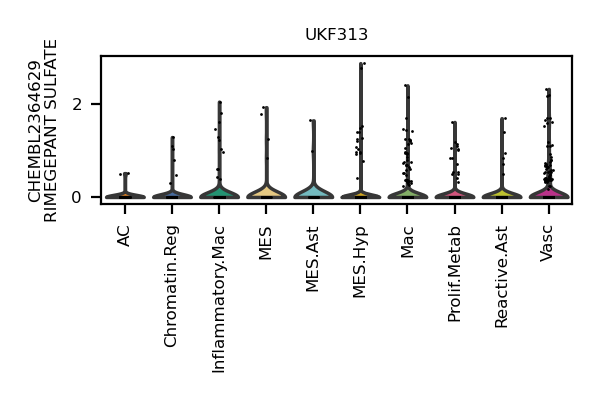 UKF313
CHEMBL2364629
RIMEGEPANT SULFATE
2
0
AC
Chromatin.Reg
Inflammatory.Mac
MES
MES.Ast
MES.Hyp
Mac
Prolif.Metab
Reactive.Ast
Vasc